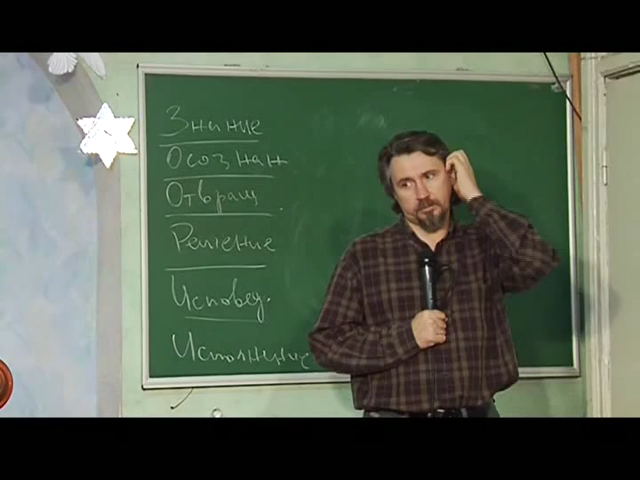 Знание
Осознан
Отвращ.
Решение
Исповед.
Исполнение